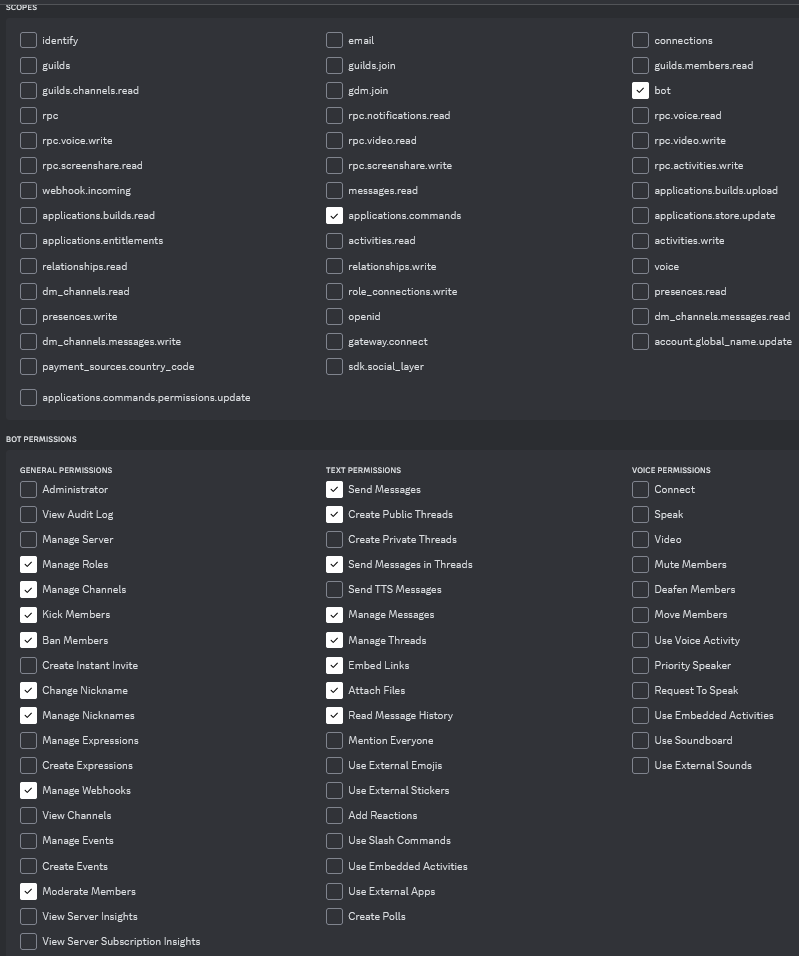 SCOPES
identify email connections
guilds guilds.join guilds.members.read
guilds.channels.read gdm.join bot
rpc rpc.notifications.read rpc.voice.read
rpc.voice.write rpc.video.read rpc.video.write
rpc.screenshare.read rpc.screenshare.write rpc.activities.write
webhook.incoming messages.read applications.builds.upload
applications.builds.read applications.commands applications.store.update
applications.entitlements activities.read activities.write
relationships.read relationships.write voice
dm_channels.read role_connections.write presences.read
presences.write openid dm_channels.messages.read
dm_channels.messages.write gateway.connect account.global_name.update
payment_sources.country_code sdk.social_layer
applications.commands.permissions.update
BOT PERMISSIONS
GENERAL PERMISSIONS
Administrator
View Audit Log
Manage Server
Manage Roles
Manage Channels
Kick Members
Ban Members
Create Instant Invite
Change Nickname
Manage Nicknames
Manage Expressions
Create Expressions
Manage Webhooks
View Channels
Manage Events
Create Events
Moderate Members
View Server Insights
View Server Subscription Insights
TEXT PERMISSIONS
Send Messages
Create Public Threads
Create Private Threads
Send Messages in Threads
Send TTS Messages
Manage Messages
Manage Threads
Embed Links
Attach Files
Read Message History
Mention Everyone
Use External Emojis
Use External Stickers
Add Reactions
Use Slash Commands
Use Embedded Activities
Use External Apps
Create Polls
VOICE PERMISSIONS
Connect
Speak
Video
Mute Members
Deafen Members
Move Members
Use Voice Activity
Priority Speaker
Request To Speak
Use Embedded Activities
Use Soundboard
Use External Sounds